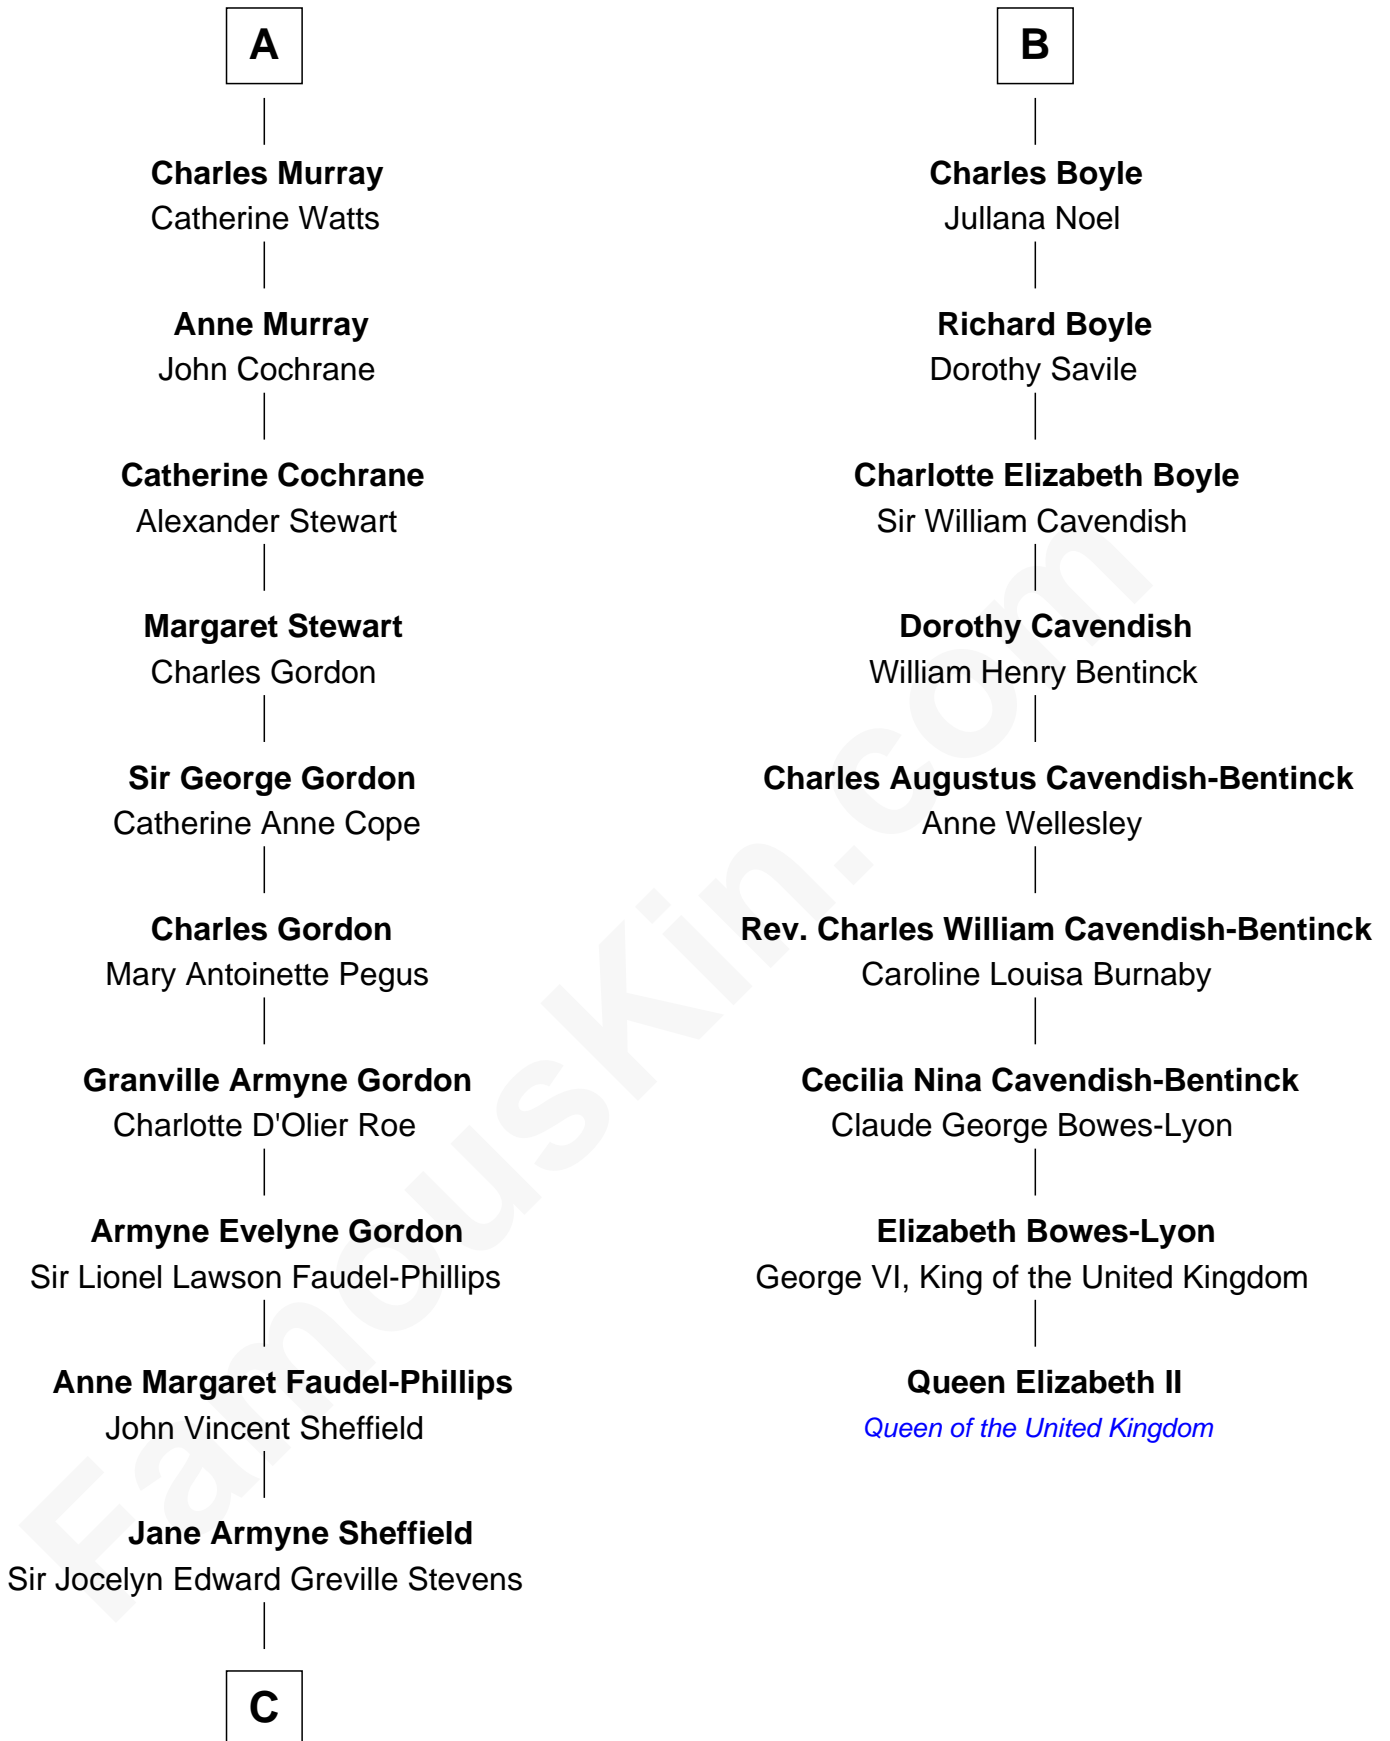 A
Charles Murray
Catherine Watts
Anne Murray
John Cochrane
Catherine Cochrane
Alexander Stewart
Margaret Stewart
Charles Gordon
Sir George Gordon
Catherine Anne Cope
Charles Gordon
Mary Antoinette Pegus
Granville Armyne Gordon
Charlotte D'Olier Roe
Armyne Evelyne Gordon
Sir Lionel Lawson Faudel-Phillips
Anne Margaret Faudel-Phillips
John Vincent Sheffield
Jane Armyne Sheffield
Sir Jocelyn Edward Greville Stevens
C
B
Charles Boyle
Jullana Noel
Richard Boyle
Dorothy Savile
Charlotte Elizabeth Boyle
Sir William Cavendish
Dorothy Cavendish
William Henry Bentinck
Charles Augustus Cavendish-Bentinck
Anne Wellesley
Rev. Charles William Cavendish-Bentinck
Caroline Louisa Burnaby
Cecilia Nina Cavendish-Bentinck
Claude George Bowes-Lyon
Elizabeth Bowes-Lyon
George VI, King of the United Kingdom
Queen Elizabeth II
Queen of the United Kingdom
FamousKin.com